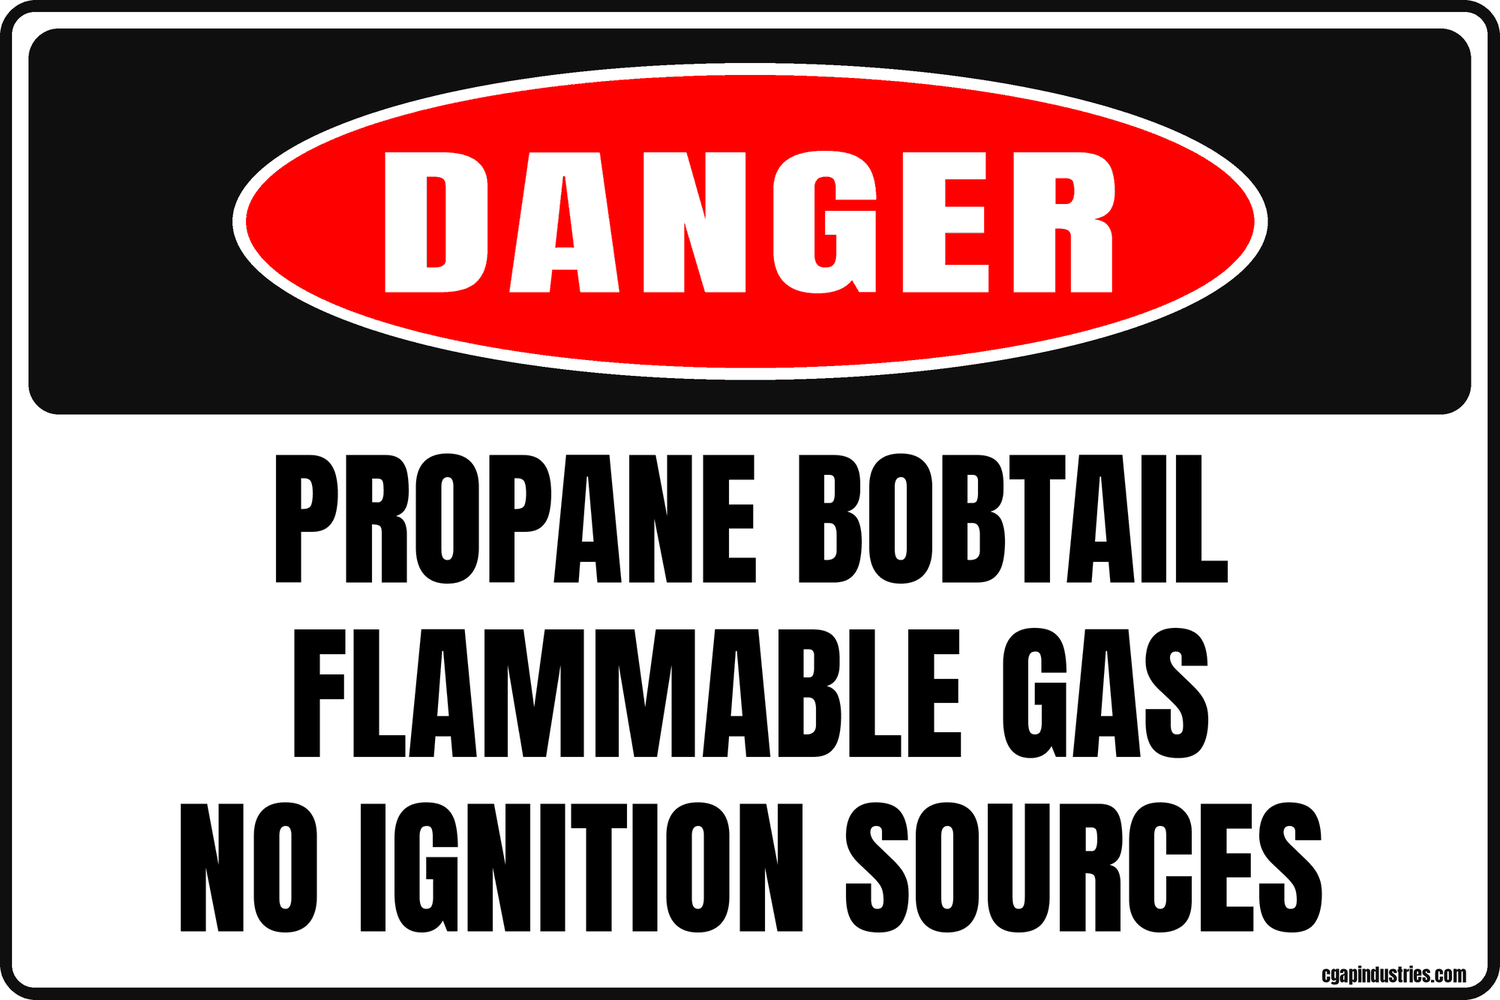 DANGER
PROPANE BOBTAIL
FLAMMABLE GAS
NO IGNITION SOURCES
cgapindustries.com